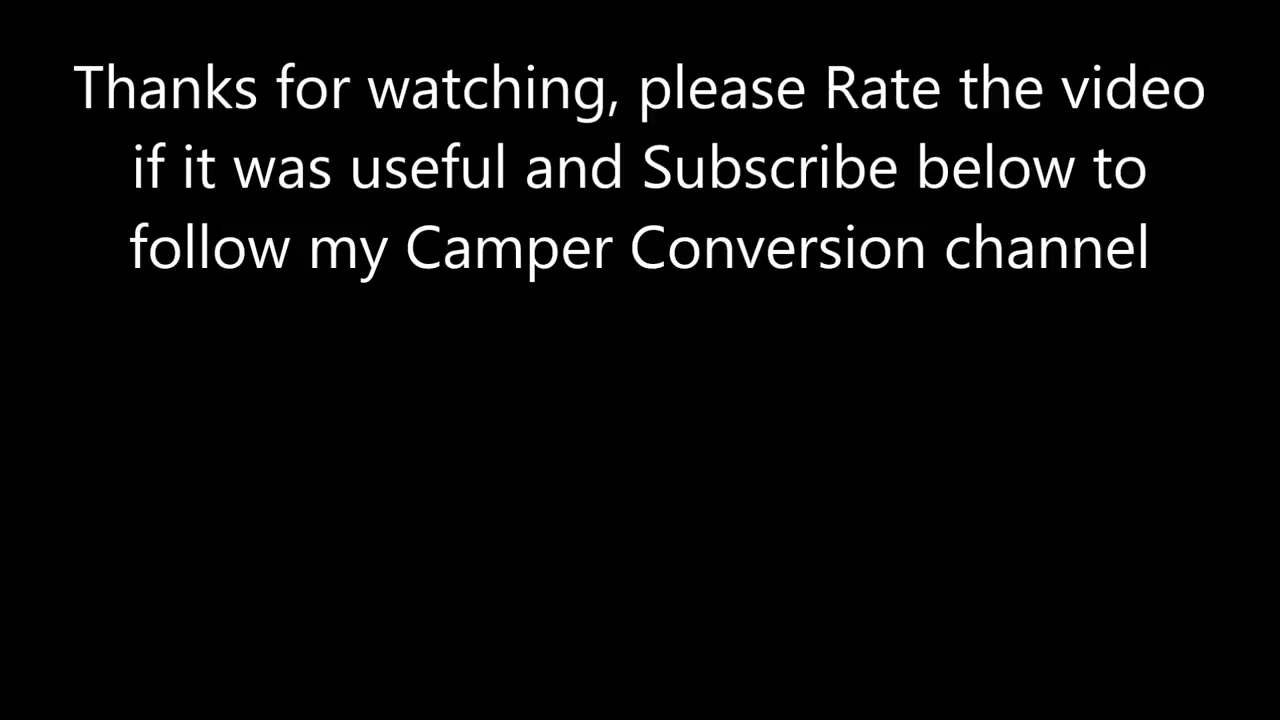 Thanks for watching, please Rate the video
if it was useful and Subscribe below to
follow my Camper Conversion channel